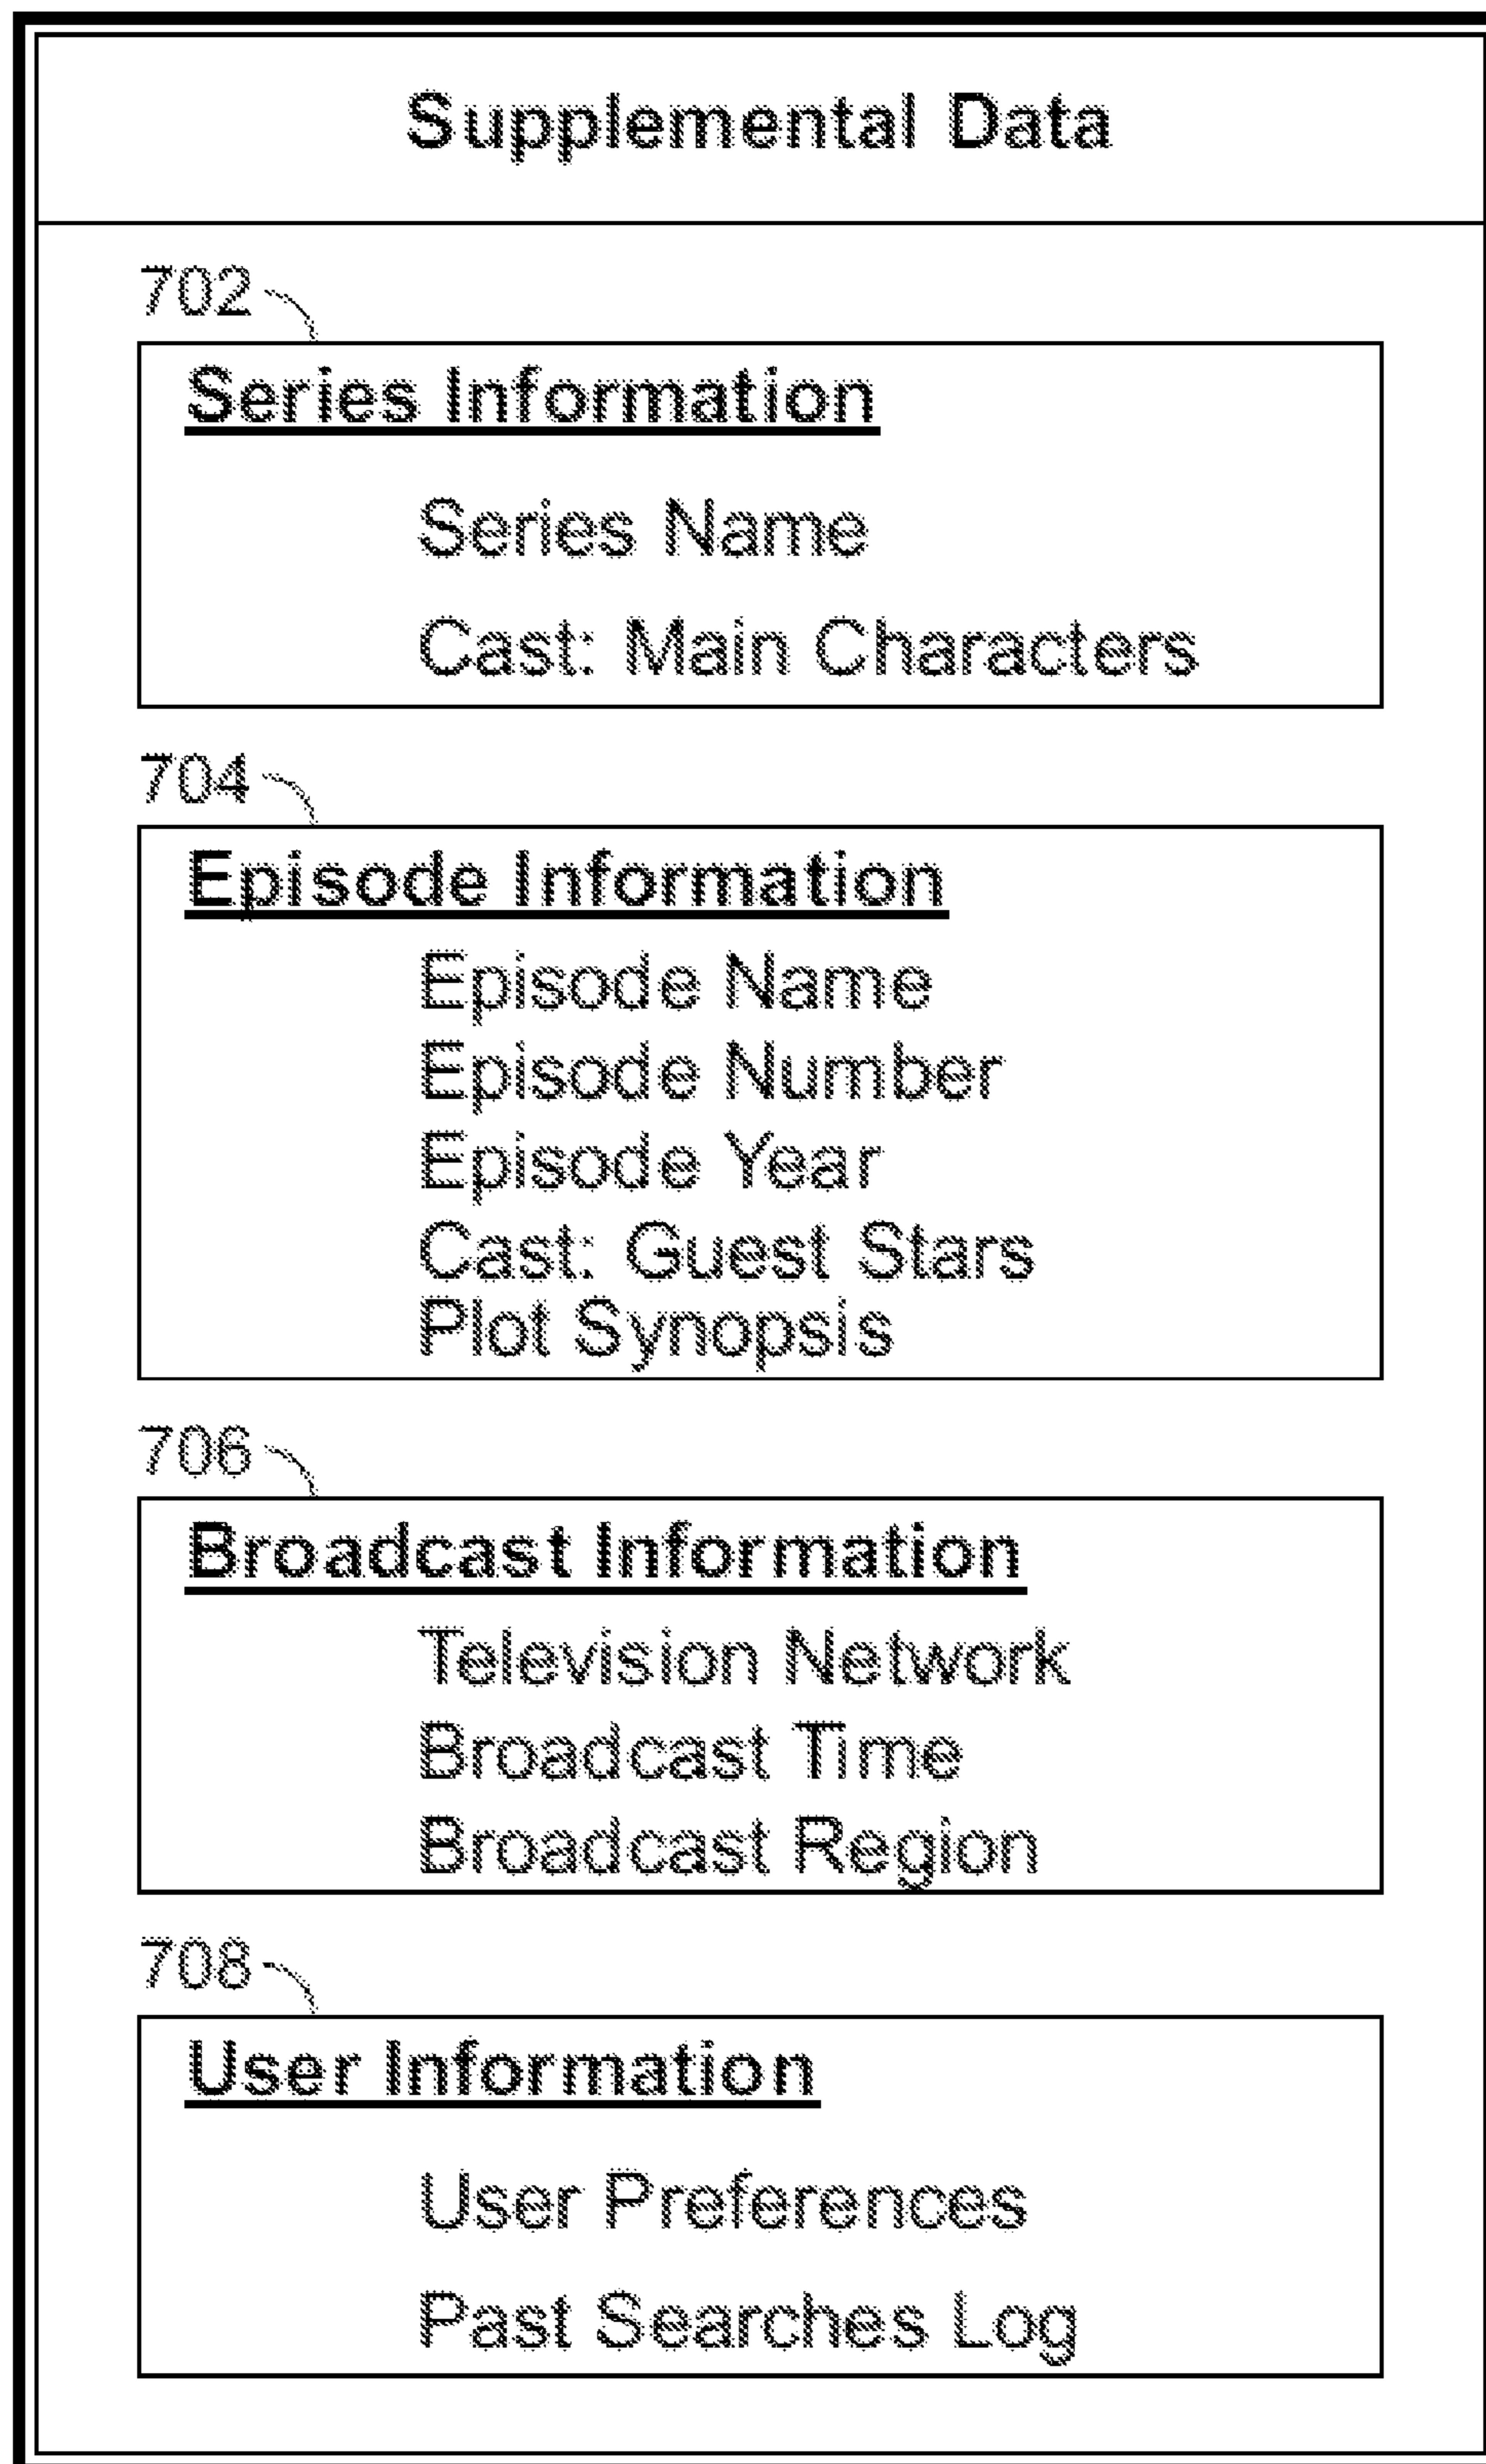 Supplemental Data
702
Series Information
Series Name
Cast: Main Characters
704
Episode Information
Episode Name
Episode Number
Episode Year
Cast: Guest Stars
Plot Synopsis
706
Broadcast Information
Television Network
Broadcast Time
Broadcast Region
708
User Information
User Preferences
Past Searches Log